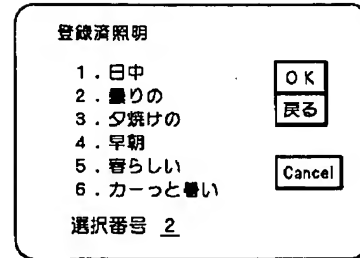 登録済照明
1．日中
2．曇りの
3．夕焼けの
4．早朝
5．春らしい
6．カーっと暑い
選択番号 2
OK
戻る
Cancel